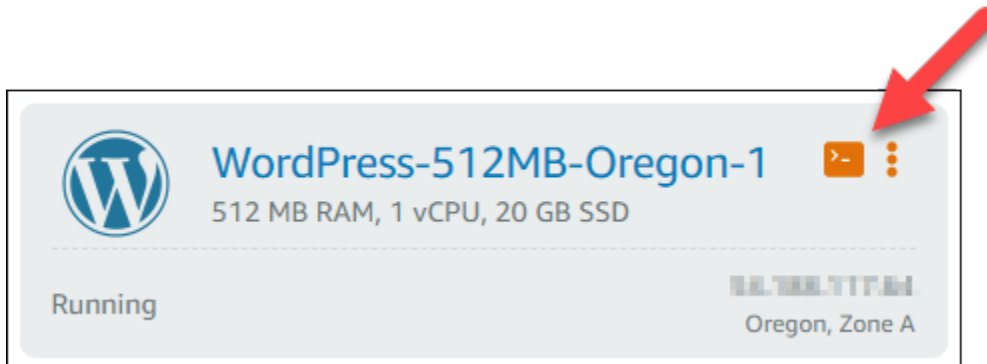 WordPress-512MB-Oregon-1
512 MB RAM, 1 vCPU, 20 GB SSD
Running
Oregon, Zone A